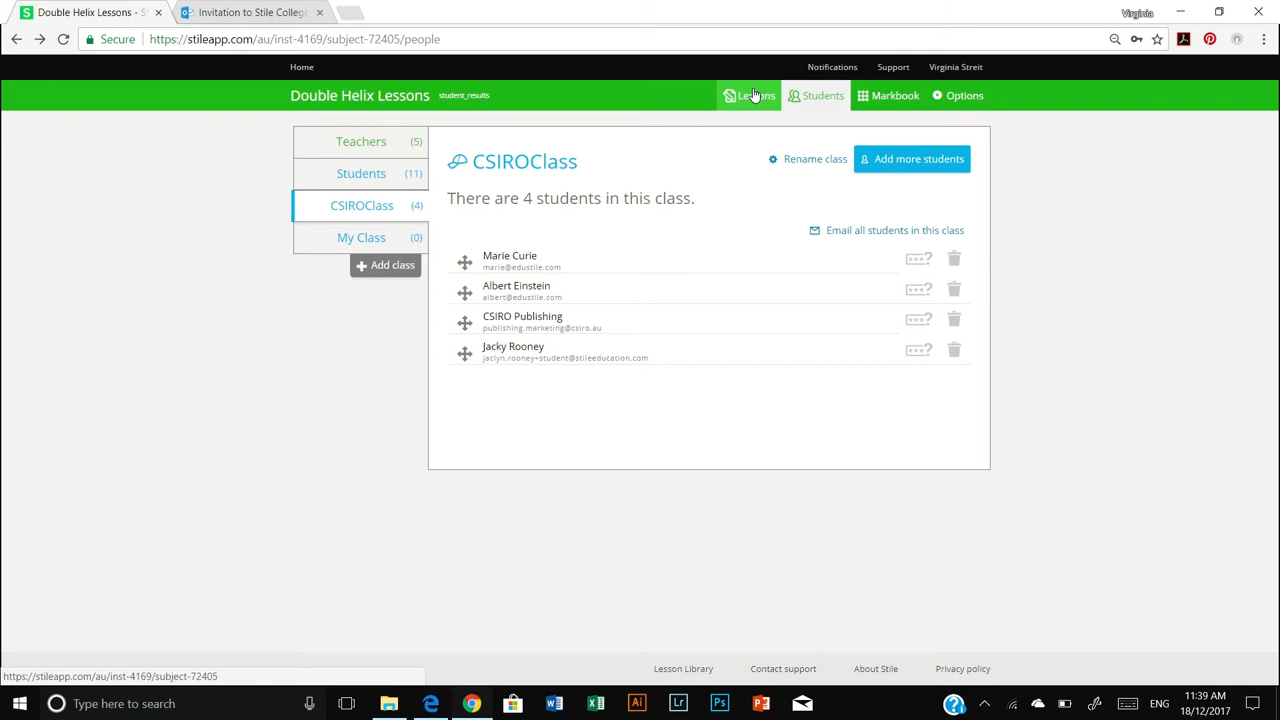 Double Helix Lessons - S
Invitation to Stile College
Virginia
Secure
https://stileapp.com/au/inst-4169/subject-72405/people
Home
Notifications
Support
Virginia Streit
Double Helix Lessons
student_results
Lessons
Students
Markbook
Options
Teachers (5)
Students (11)
CSIROClass (4)
My Class (0)
Add class
CSIROClass
Rename class
Add more students
There are 4 students in this class.
Email all students in this class
Marie Curie
marie@edustile.com
Albert Einstein
albert@edustile.com
CSIRO Publishing
publishing.marketing@csiro.au
Jacky Rooney
jaclyn.rooney+student@stileeducation.com
Lesson Library
Contact support
About Stile
Privacy policy
https://stileapp.com/au/inst-4169/subject-72405
Type here to search
ENG
11:39 AM
18/12/2017